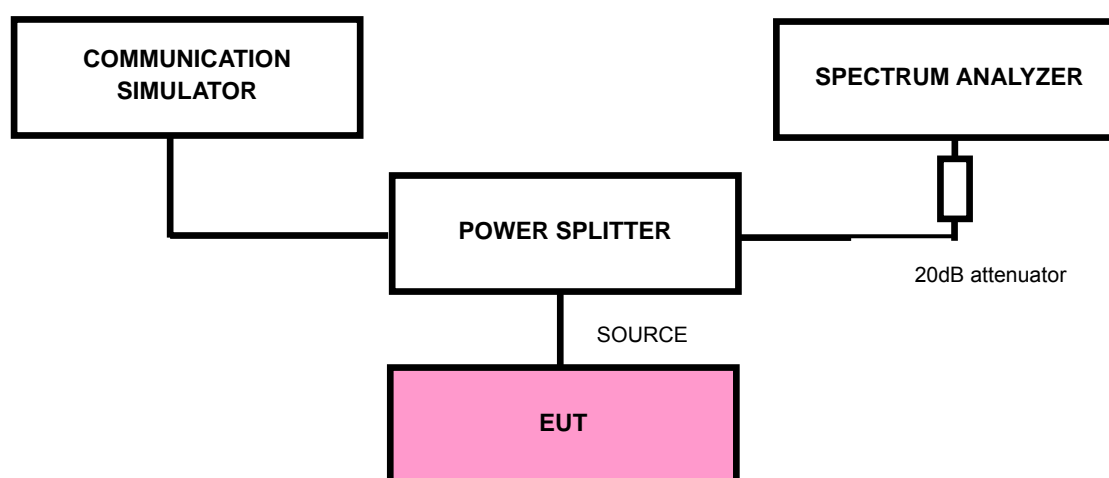 COMMUNICATION
SIMULATOR
SPECTRUM ANALYZER
POWER SPLITTER
20dB attenuator
SOURCE
EUT